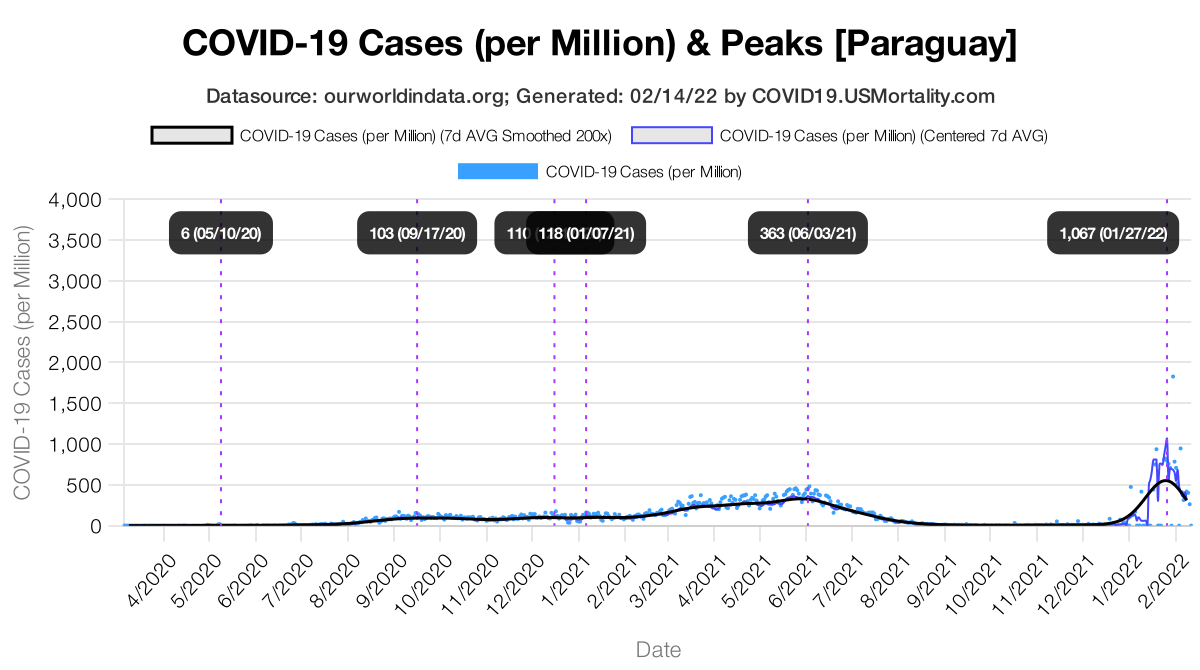 COVID-19 Cases (per Million) & Peaks [Paraguay]
Datasource: ourworldindata.org; Generated: 02/14/22 by COVID19.USMortality.com
COVID-19 Cases (per Million) (7d AVG Smoothed 200x) COVID-19 Cases (per Million) (Centered 7d AVG)
COVID-19 Cases (per Million)
COVID-19 Cases (per Million)
4,000
3,500
3,000
2,500
2,000
1,500
1,000
500
0
6 (05/10/20) 103 (09/17/20) 110 118 (01/07/21) 363 (06/03/21) 1,067 (01/27/22)
4/2020 5/2020 6/2020 7/2020 8/2020 9/2020 10/2020 11/2020 12/2020 1/2021 2/2021 3/2021 4/2021 5/2021 6/2021 7/2021 8/2021 9/2021 10/2021 11/2021 12/2021 1/2022 2/2022
Date